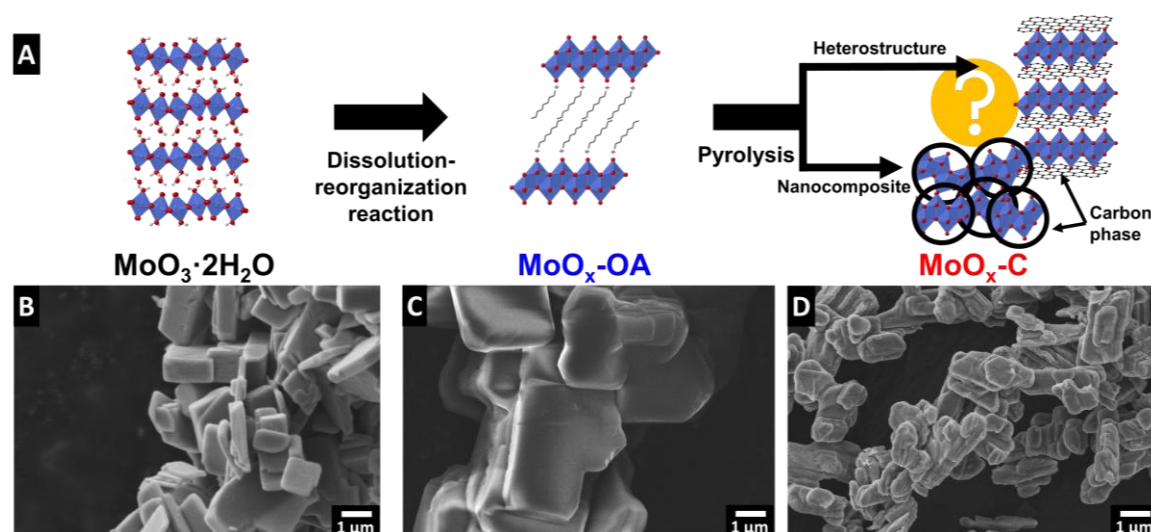 A
Dissolution-
reorganization
reaction
Pyrolysis
Heterostructure
?
Nanocomposite
Carbon
phase
MoO₃·2H₂O
MoOₓ-OA
MoOₓ-C
B
1 µm
C
1 µm
D
1 µm